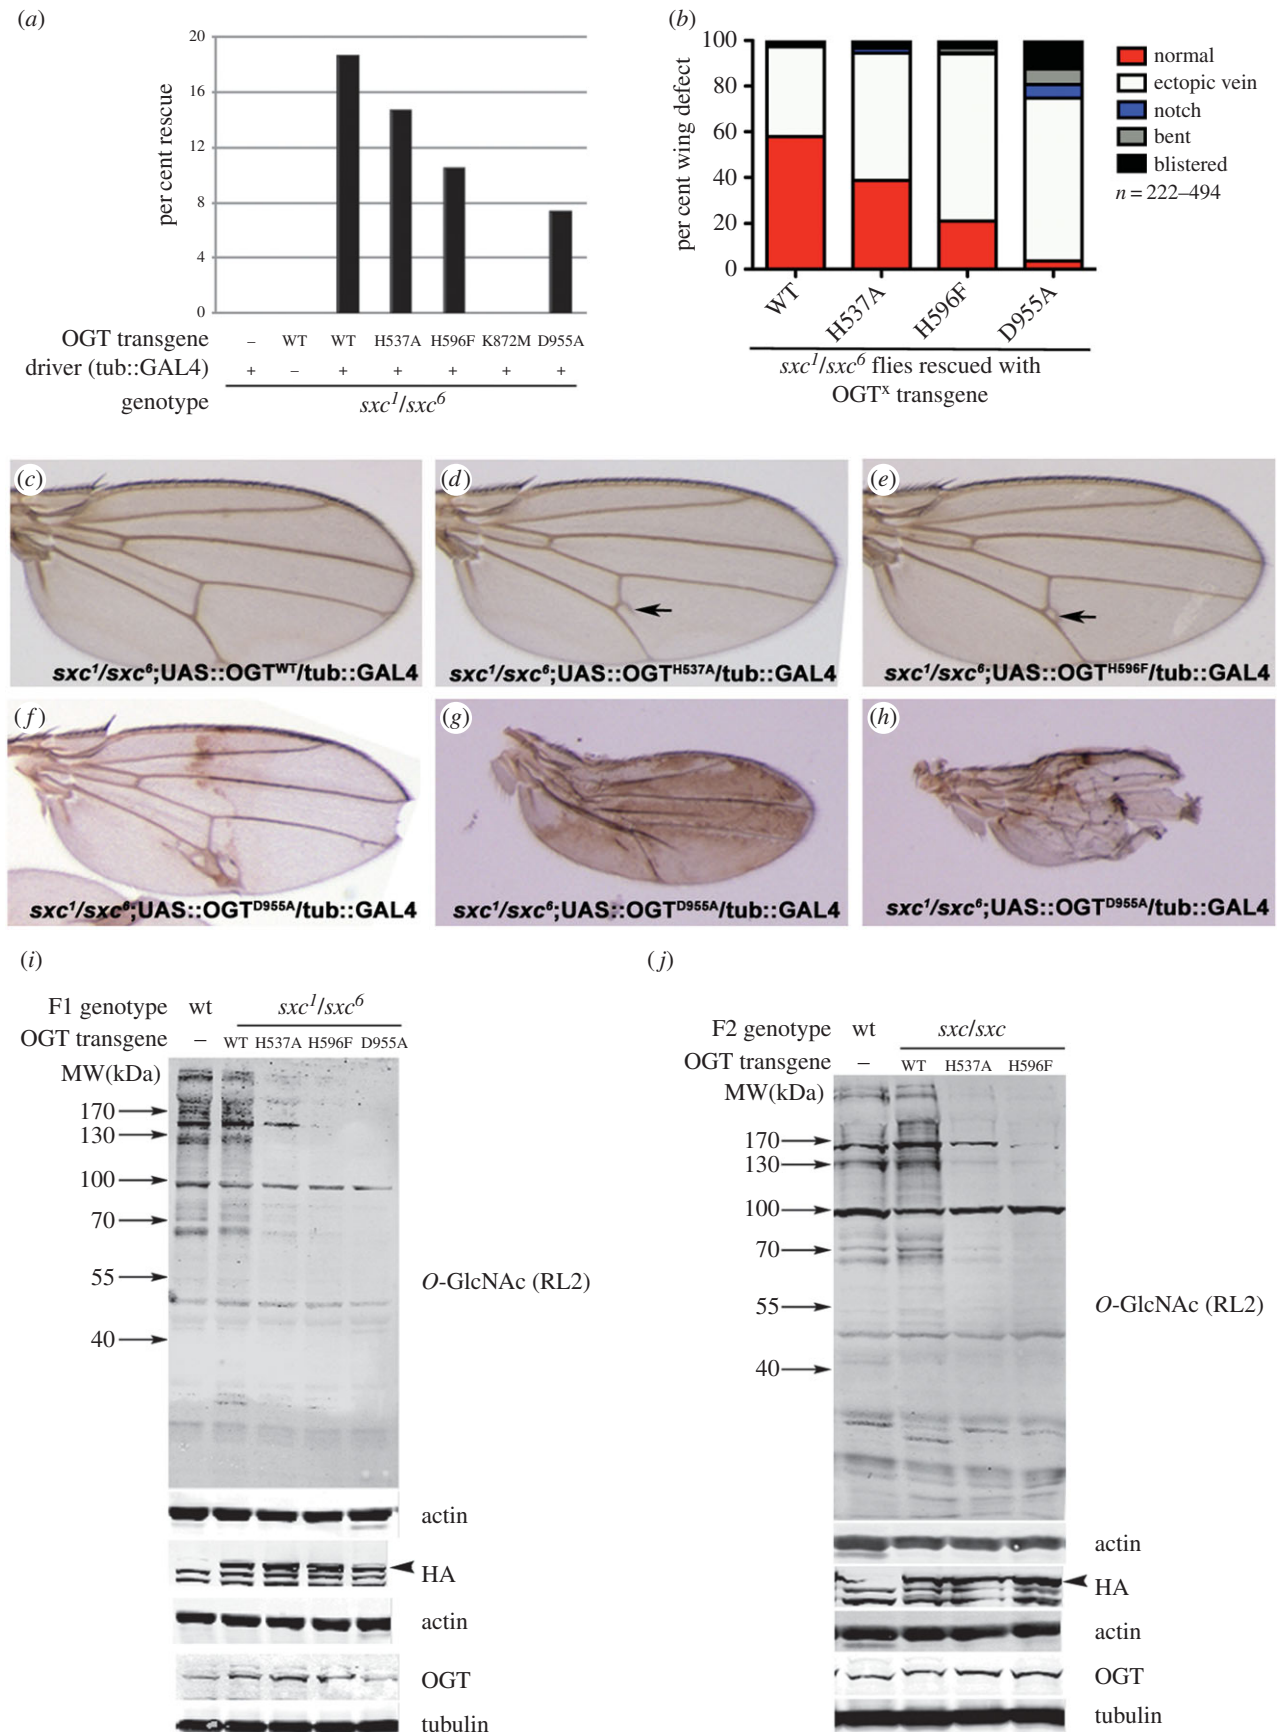 (a)
20
16
12
8
4
0
per cent rescue
OGT transgene – WT WT H537A H596F K872M D955A
driver (tub::GAL4) + – + + + + +
genotype sxc1/sxc6
(b)
100
80
60
40
20
0
per cent wing defect
WT H537A H596F D955A
sxc1/sxc6 flies rescued with
OGTx transgene
normal
ectopic vein
notch
bent
blistered
n = 222–494
(c)
sxc1/sxc6;UAS::OGTWT/tub::GAL4
(d)
sxc1/sxc6;UAS::OGTH537A/tub::GAL4
(e)
sxc1/sxc6;UAS::OGTH596F/tub::GAL4
(f)
sxc1/sxc6;UAS::OGTD955A/tub::GAL4
(g)
sxc1/sxc6;UAS::OGTD955A/tub::GAL4
(h)
sxc1/sxc6;UAS::OGTD955A/tub::GAL4
(i)
F1 genotype wt sxc1/sxc6
OGT transgene – WT H537A H596F D955A
MW(kDa)
170
130
100
70
55
40
O-GlcNAc (RL2)
actin
HA
actin
OGT
tubulin
(j)
F2 genotype wt sxc/sxc
OGT transgene – WT H537A H596F
MW(kDa)
170
130
100
70
55
40
O-GlcNAc (RL2)
actin
HA
actin
OGT
tubulin